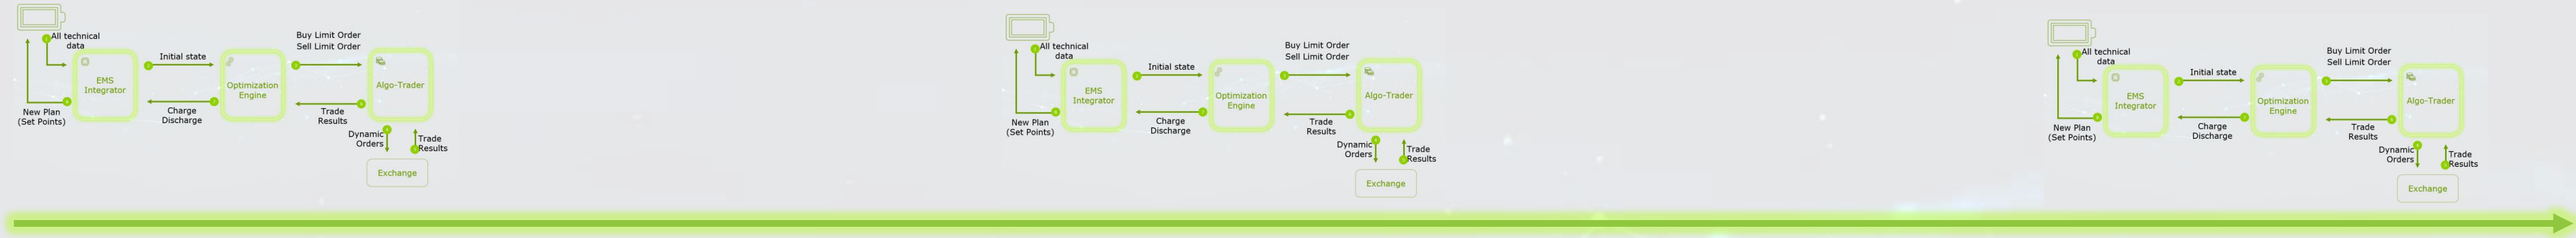 All technical
data
Initial state
Buy Limit Order
Sell Limit Order
EMS
Integrator
Optimization
Engine
Algo-Trader
New Plan
(Set Points)
Charge
Discharge
Trade
Results
Dynamic
Orders
Trade
Results
Exchange
All technical
data
Initial state
Buy Limit Order
Sell Limit Order
EMS
Integrator
Optimization
Engine
Algo-Trader
New Plan
(Set Points)
Charge
Discharge
Trade
Results
Dynamic
Orders
Trade
Results
Exchange
All technical
data
Initial state
Buy Limit Order
Sell Limit Order
EMS
Integrator
Optimization
Engine
Algo-Trader
New Plan
(Set Points)
Charge
Discharge
Trade
Results
Dynamic
Orders
Trade
Results
Exchange